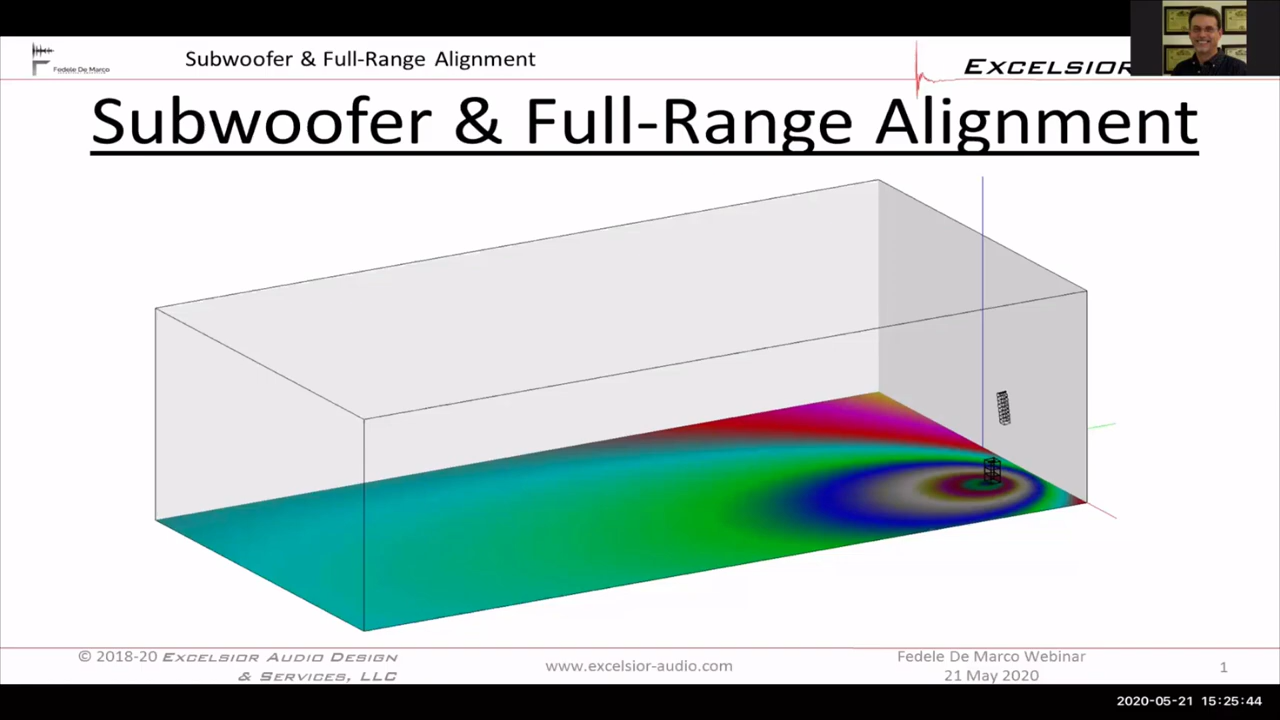 Fedele De Marco
Subwoofer & Full-Range Alignment
EXCELSIOR
Subwoofer & Full-Range Alignment
© 2018-20 EXCELSIOR AUDIO DESIGN
& SERVICES, LLC
www.excelsior-audio.com
Fedele De Marco Webinar
21 May 2020
1
2020-05-21 15:25:44